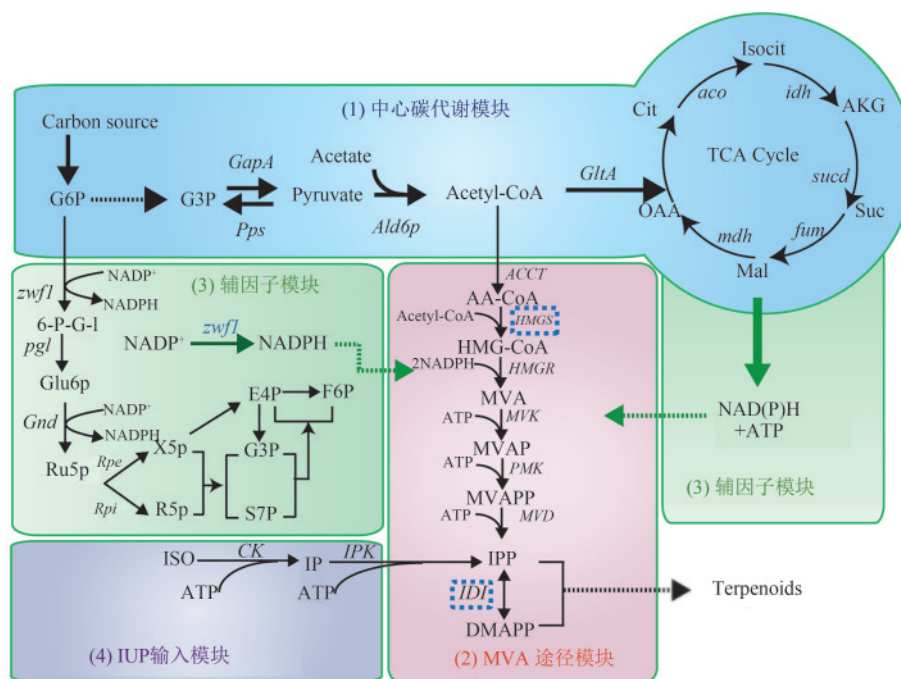 (1) 中心碳代谢模块
Carbon source
G6P
G3P
GapA
Pps
Acetate
Pyruvate
Ald6p
Acetyl-CoA
GltA
TCA Cycle
Isocit
idh
AKG
sucd
Suc
fum
Mal
mdh
OAA
Cit
aco
(3) 辅因子模块
zwf1
NADP⁺
NADPH
6-P-G-l
pgl
Glu6p
Gnd
NADP⁺
NADPH
Ru5p
Rpe
Rpi
X5p
R5p
NADP⁺
zwf1
NADPH
E4P
F6P
G3P
S7P
ACCT
AA-CoA
Acetyl-CoA
HMGS
HMG-CoA
2NADPH
HMGR
MVA
ATP
MVK
MVAP
ATP
PMK
MVAPP
ATP
MVD
IPP
IDI
DMAPP
(2) MVA 途径模块
NAD(P)H
+ATP
(3) 辅因子模块
ISO
CK
ATP
IP
IPK
ATP
(4) IUP输入模块
Terpenoids